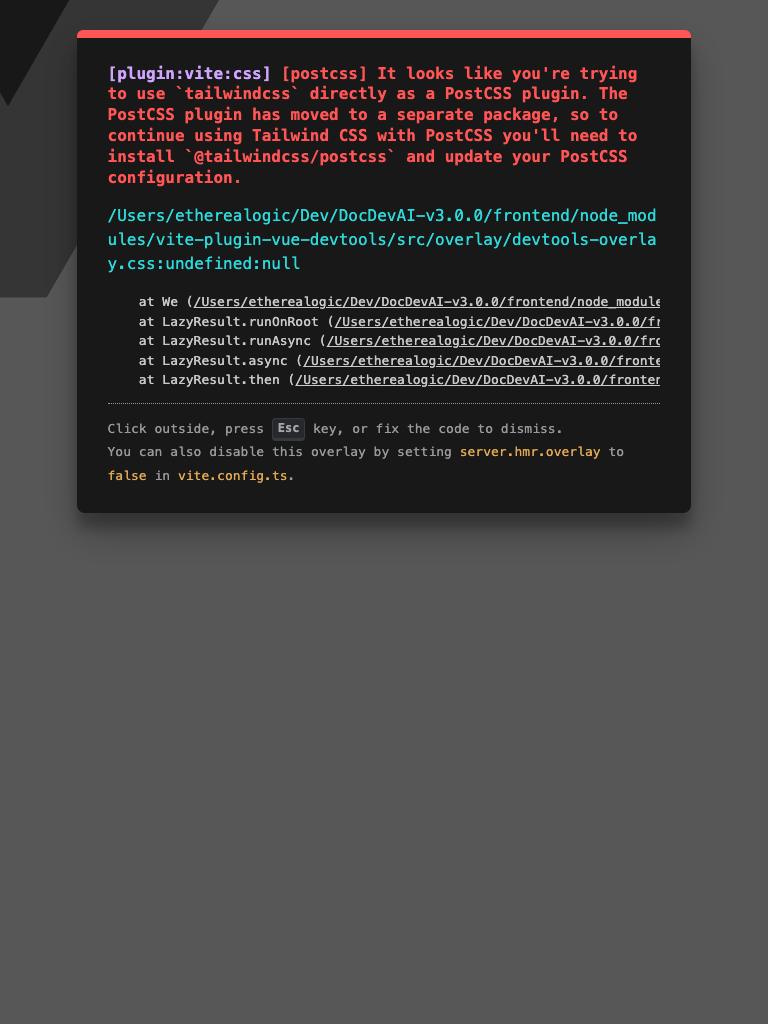 [plugin:vite:css] [postcss] It looks like you're trying
to use `tailwindcss` directly as a PostCSS plugin. The
PostCSS plugin has moved to a separate package, so to
continue using Tailwind CSS with PostCSS you'll need to
install `@tailwindcss/postcss` and update your PostCSS
configuration.
/Users/etherealogic/Dev/DocDevAI-v3.0.0/frontend/node_mod
ules/vite-plugin-vue-devtools/src/overlay/devtools-overla
y.css:undefined:null
at We (/Users/etherealogic/Dev/DocDevAI-v3.0.0/frontend/node_module
at LazyResult.runOnRoot (/Users/etherealogic/Dev/DocDevAI-v3.0.0/fr
at LazyResult.runAsync (/Users/etherealogic/Dev/DocDevAI-v3.0.0/fro
at LazyResult.async (/Users/etherealogic/Dev/DocDevAI-v3.0.0/fronte
at LazyResult.then (/Users/etherealogic/Dev/DocDevAI-v3.0.0/fronten
Click outside, press Esc key, or fix the code to dismiss.
You can also disable this overlay by setting server.hmr.overlay to
false in vite.config.ts.